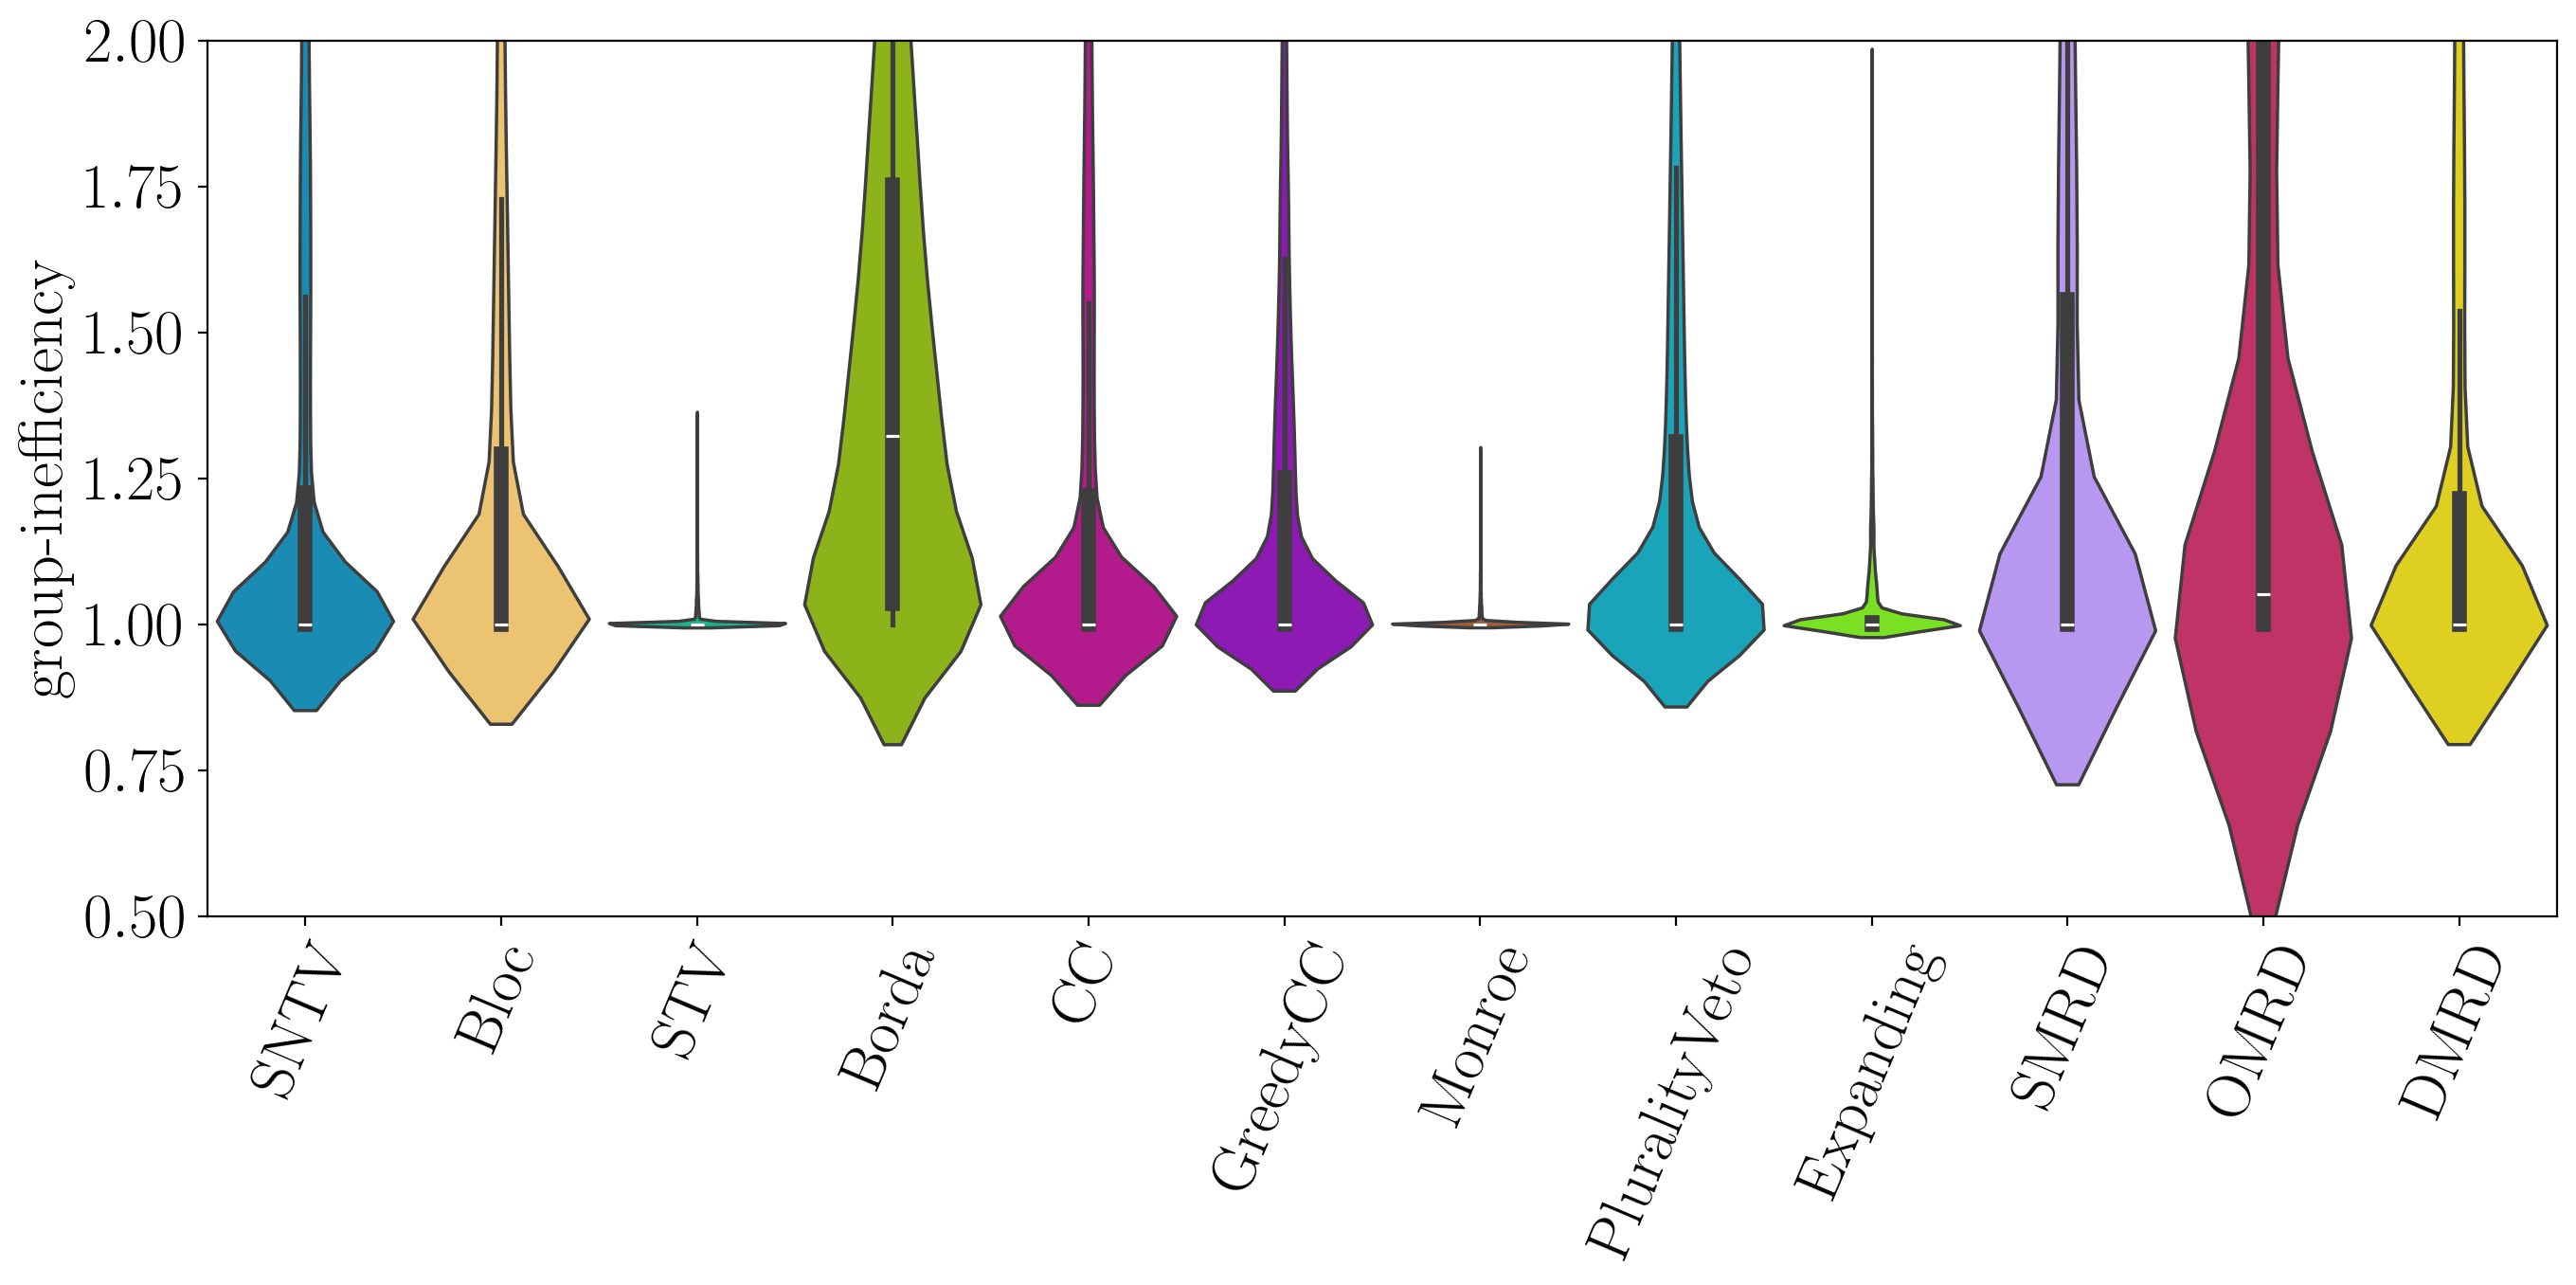 group-inefficiency
2.00
1.75
1.50
1.25
1.00
0.75
0.50
SNTV
Bloc
STV
Borda
CC
GreedyCC
Monroe
PluralityVeto
Expanding
SMRD
OMRD
DMRD